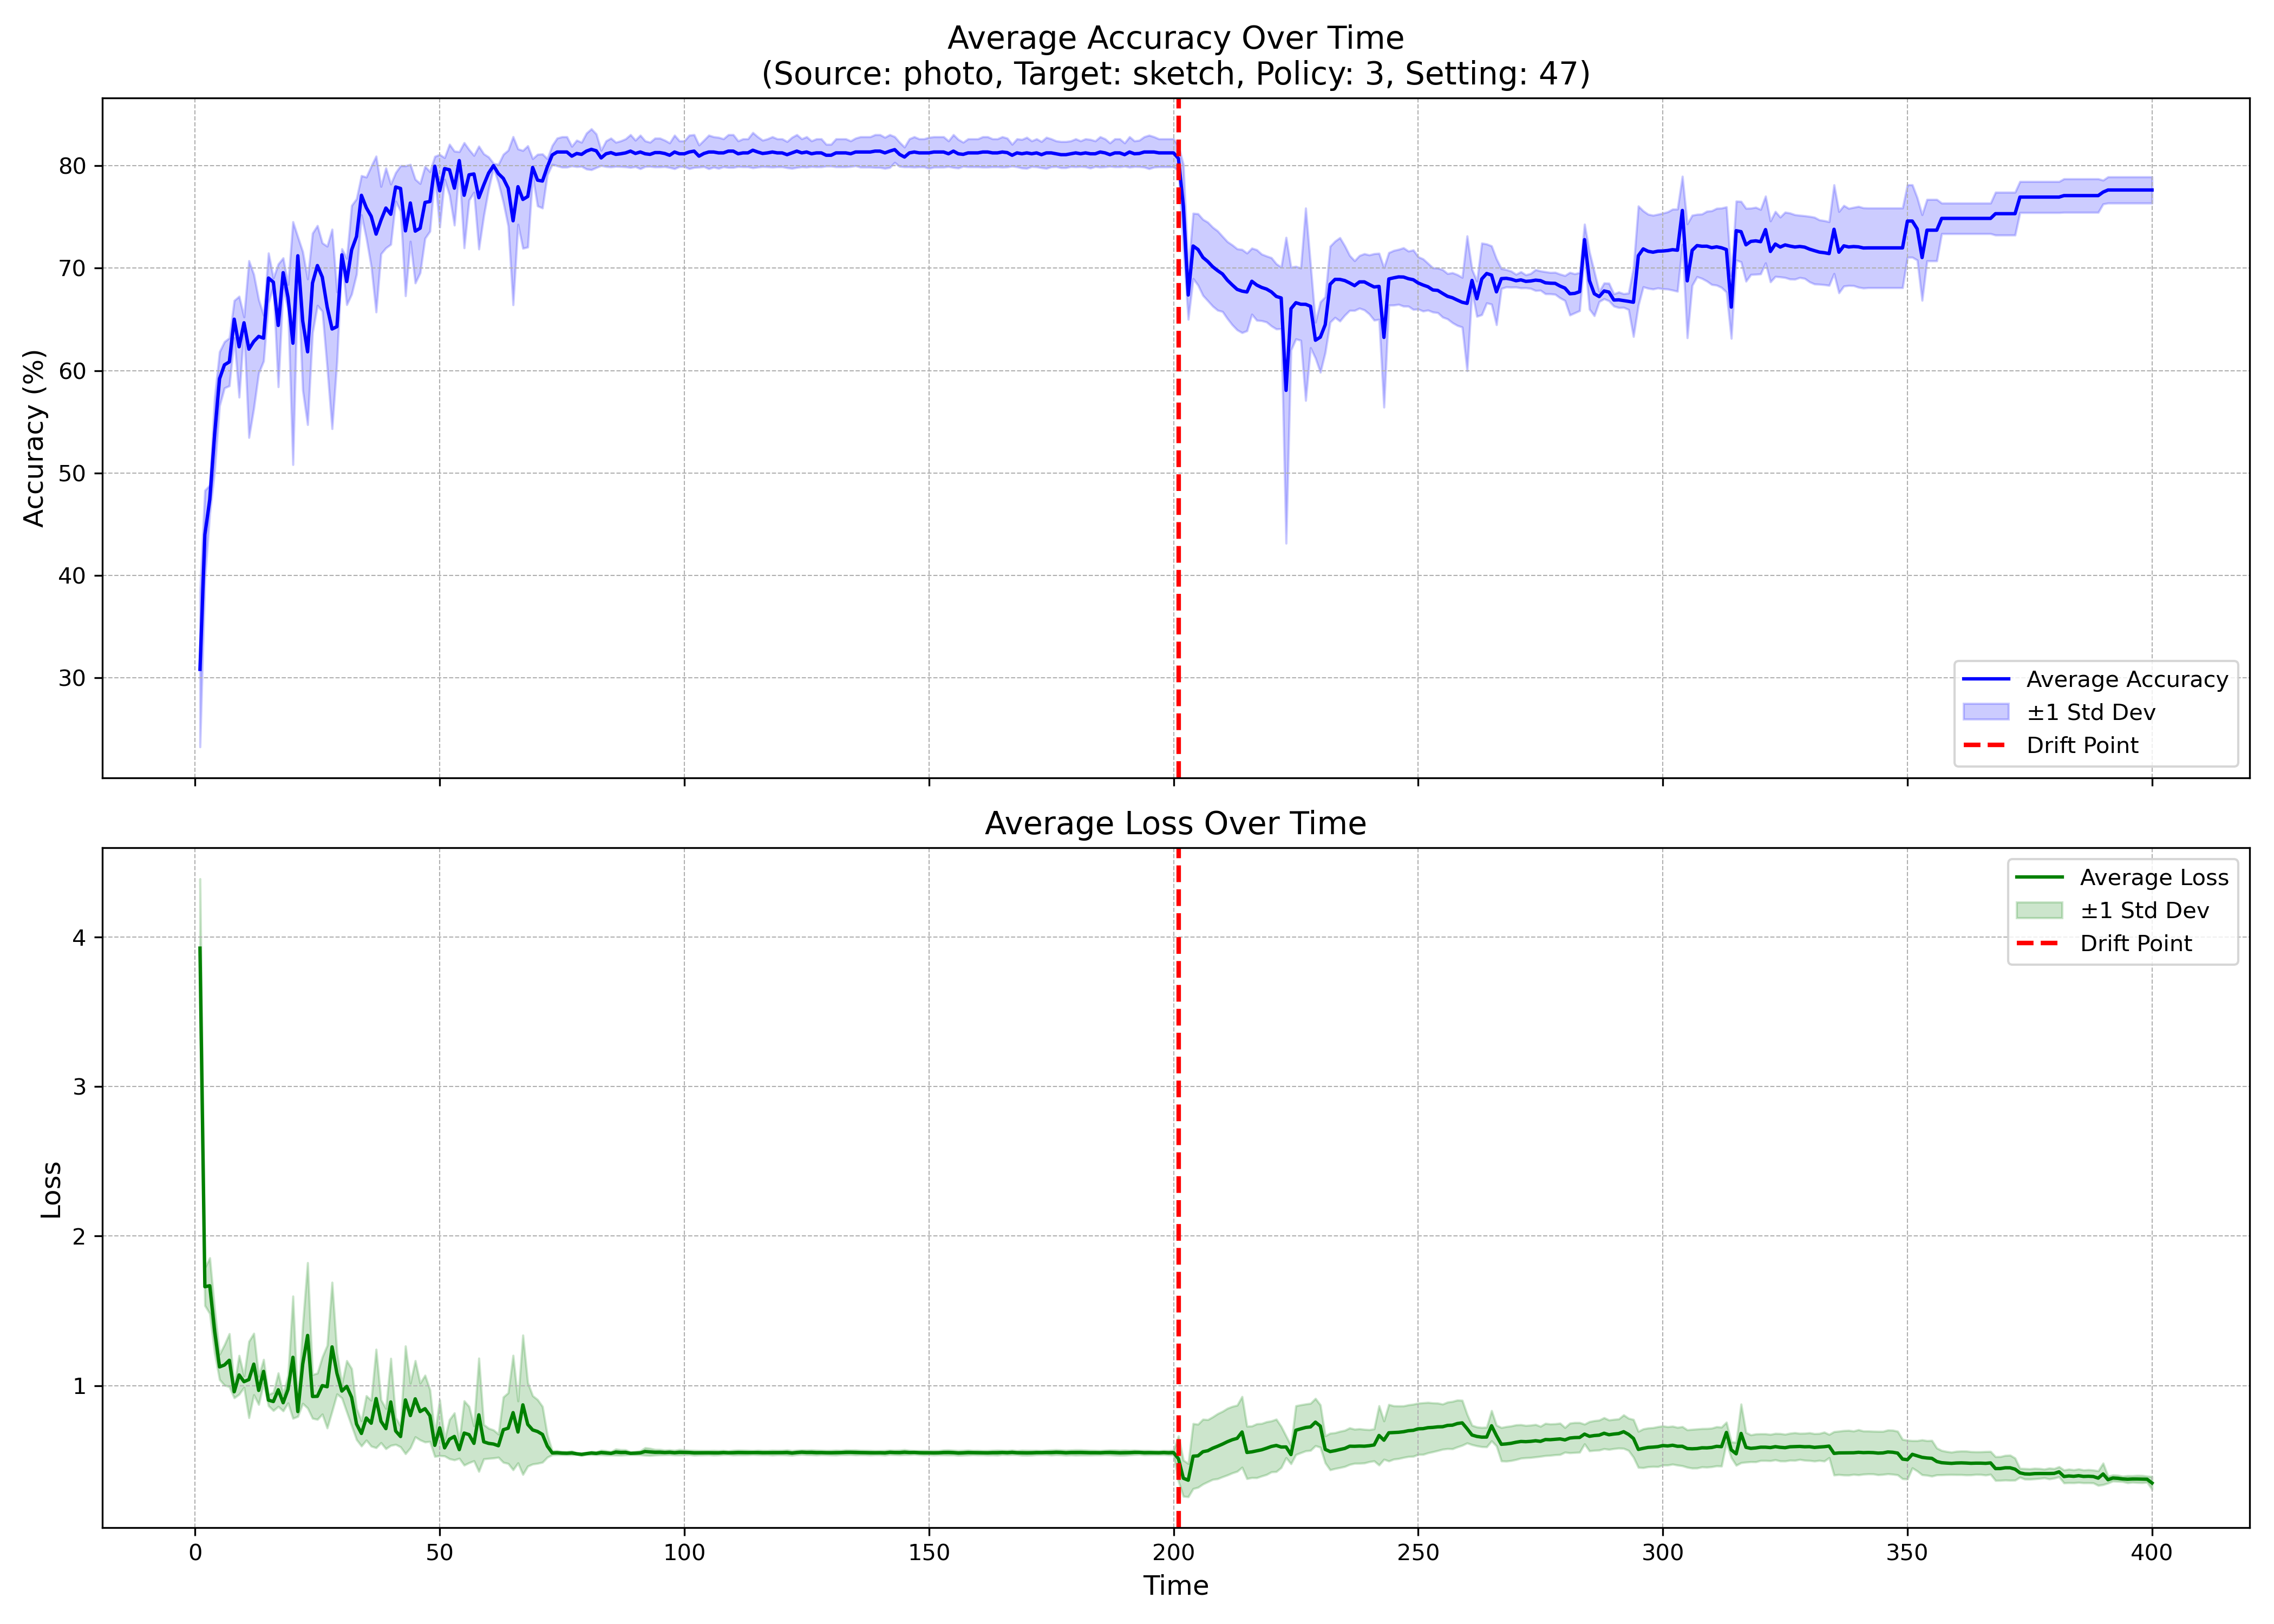 Average Accuracy Over Time
(Source: photo, Target: sketch, Policy: 3, Setting: 47)
Accuracy (%)
80
70
60
50
40
30
Average Accuracy
±1 Std Dev
Drift Point
Average Loss Over Time
Loss
4
3
2
1
Average Loss
±1 Std Dev
Drift Point
0 50 100 150 200 250 300 350 400
Time